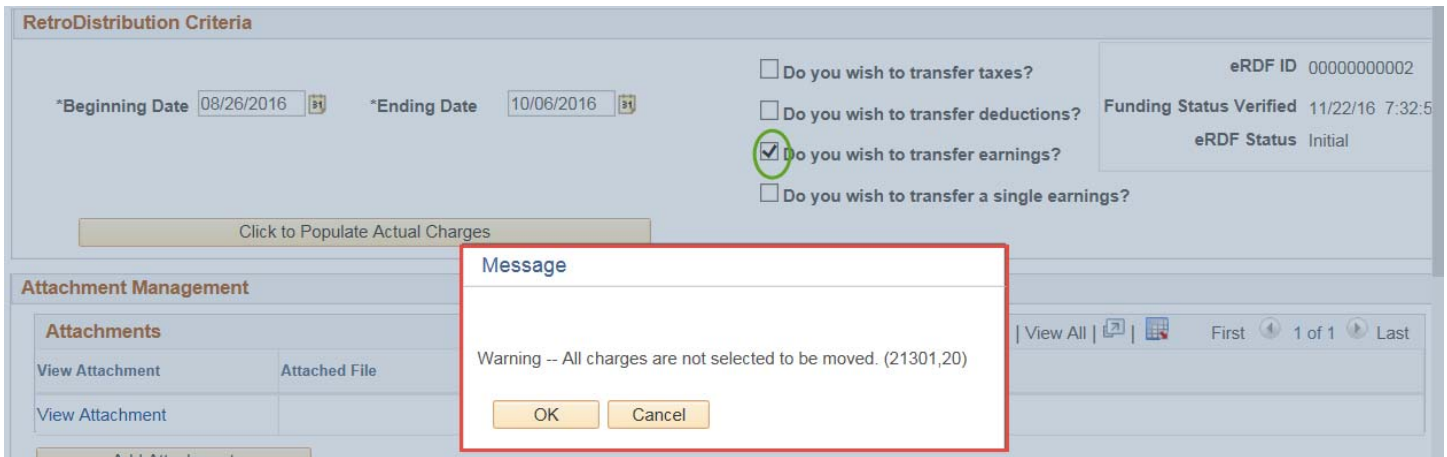 RetroDistribution Criteria
Do you wish to transfer taxes?
eRDF ID 00000000002
*Beginning Date 08/26/2016 31 *Ending Date 10/06/2016 31
Do you wish to transfer deductions?
Funding Status Verified 11/22/16 7:32:5
Do you wish to transfer earnings?
eRDF Status Initial
Do you wish to transfer a single earnings?
Click to Populate Actual Charges
Message
Warning -- All charges are not selected to be moved. (21301,20)
OK Cancel
Attachment Management
Attachments | View All | | First 1 of 1 Last
View Attachment Attached File
View Attachment